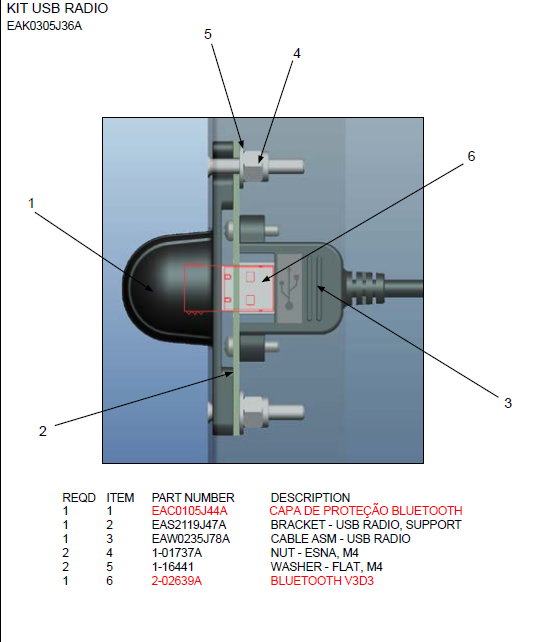 KIT USB RADIO
EAK0305J36A
5
4
6
1
3
2
REQD ITEM PART NUMBER DESCRIPTION
1 1 EAC0105J44A CAPA DE PROTEÇÃO BLUETOOTH
1 2 EAS2119J47A BRACKET - USB RADIO, SUPPORT
1 3 EAW0235J78A CABLE ASM - USB RADIO
2 4 1-01737A NUT - ESNA, M4
2 5 1-16441 WASHER - FLAT, M4
1 6 2-02639A BLUETOOTH V3D3